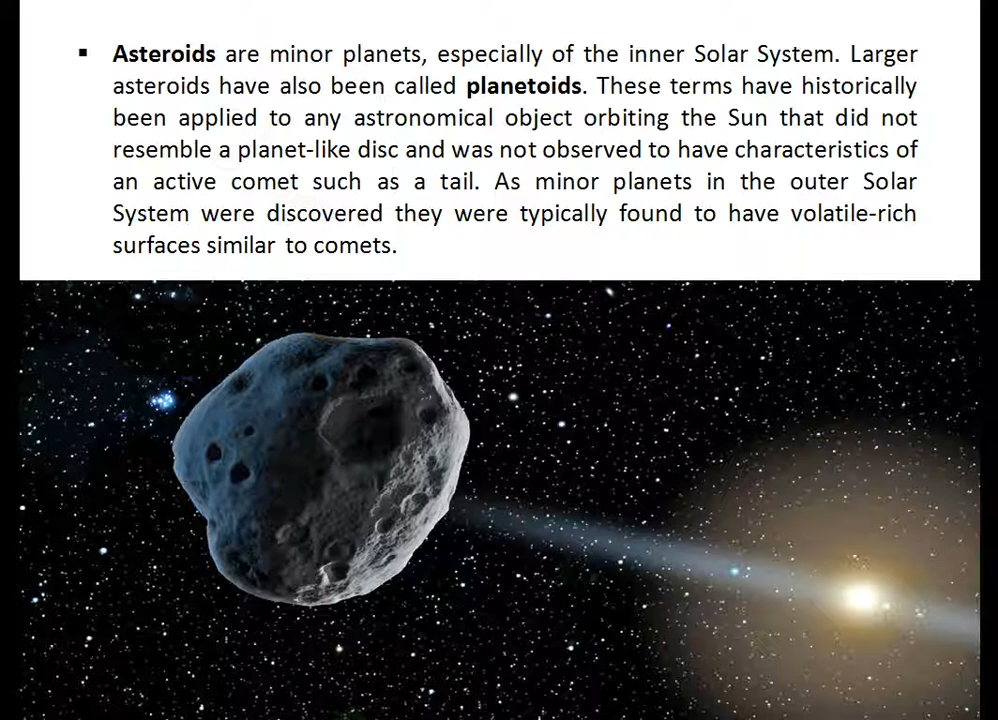 ▪ Asteroids are minor planets, especially of the inner Solar System. Larger
asteroids have also been called planetoids. These terms have historically
been applied to any astronomical object orbiting the Sun that did not
resemble a planet-like disc and was not observed to have characteristics of
an active comet such as a tail. As minor planets in the outer Solar
System were discovered they were typically found to have volatile-rich
surfaces similar to comets.